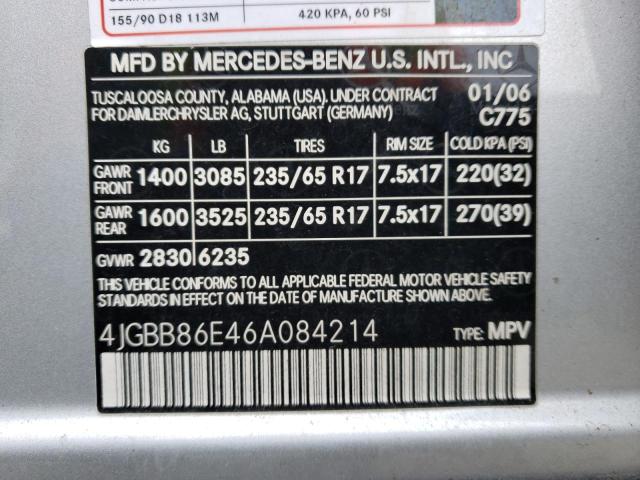 155/90 D18 113M 420 KPA, 60 PSI
MFD BY MERCEDES-BENZ U.S. INTL., INC
TUSCALOOSA COUNTY, ALABAMA (USA). UNDER CONTRACT 01/06
FOR DAIMLERCHRYSLER AG, STUTTGART (GERMANY) C775
KG LB TIRES RIM SIZE COLD KPA (PSI)
GAWR FRONT 1400 3085 235/65 R17 7.5x17 220(32)
GAWR REAR 1600 3525 235/65 R17 7.5x17 270(39)
GVWR 2830 6235
THIS VEHICLE CONFORMS TO ALL APPLICABLE FEDERAL MOTOR VEHICLE SAFETY
STANDARDS IN EFFECT ON THE DATE OF MANUFACTURE SHOWN ABOVE.
4JGBB86E46A084214 TYPE: MPV